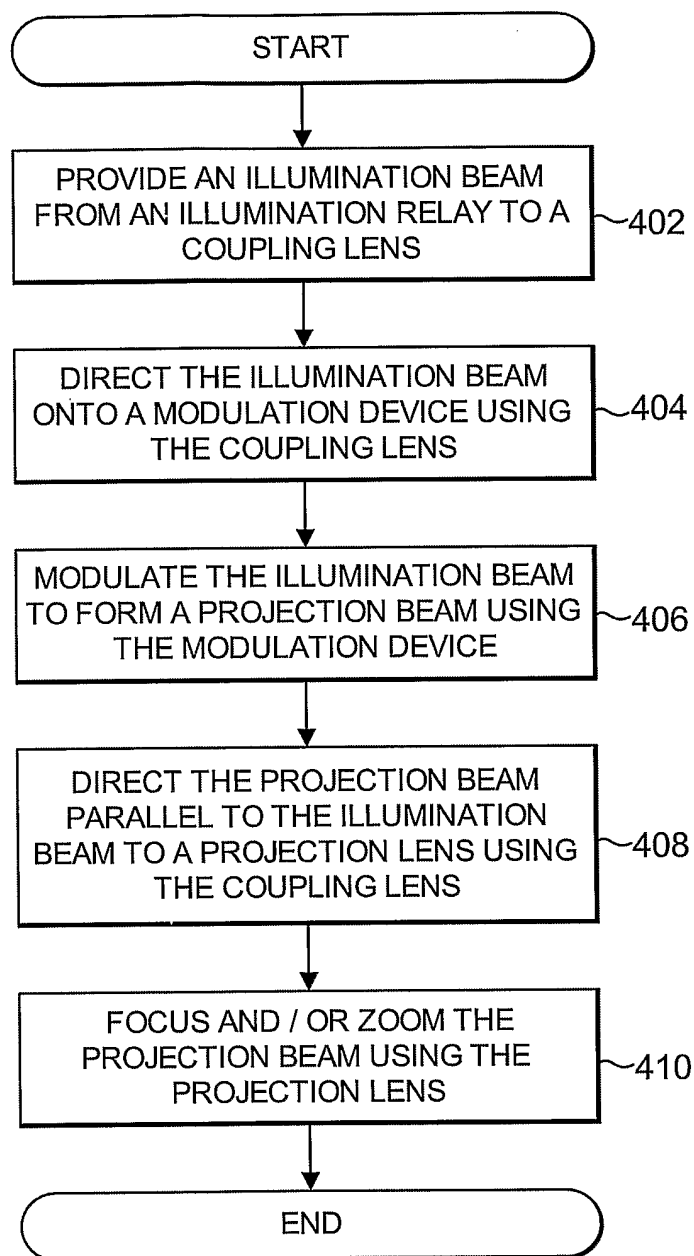 START
PROVIDE AN ILLUMINATION BEAM
FROM AN ILLUMINATION RELAY TO A
COUPLING LENS
402
DIRECT THE ILLUMINATION BEAM
ONTO A MODULATION DEVICE USING
THE COUPLING LENS
404
MODULATE THE ILLUMINATION BEAM
TO FORM A PROJECTION BEAM USING
THE MODULATION DEVICE
406
DIRECT THE PROJECTION BEAM
PARALLEL TO THE ILLUMINATION
BEAM TO A PROJECTION LENS USING
THE COUPLING LENS
408
FOCUS AND / OR ZOOM THE
PROJECTION BEAM USING THE
PROJECTION LENS
410
END